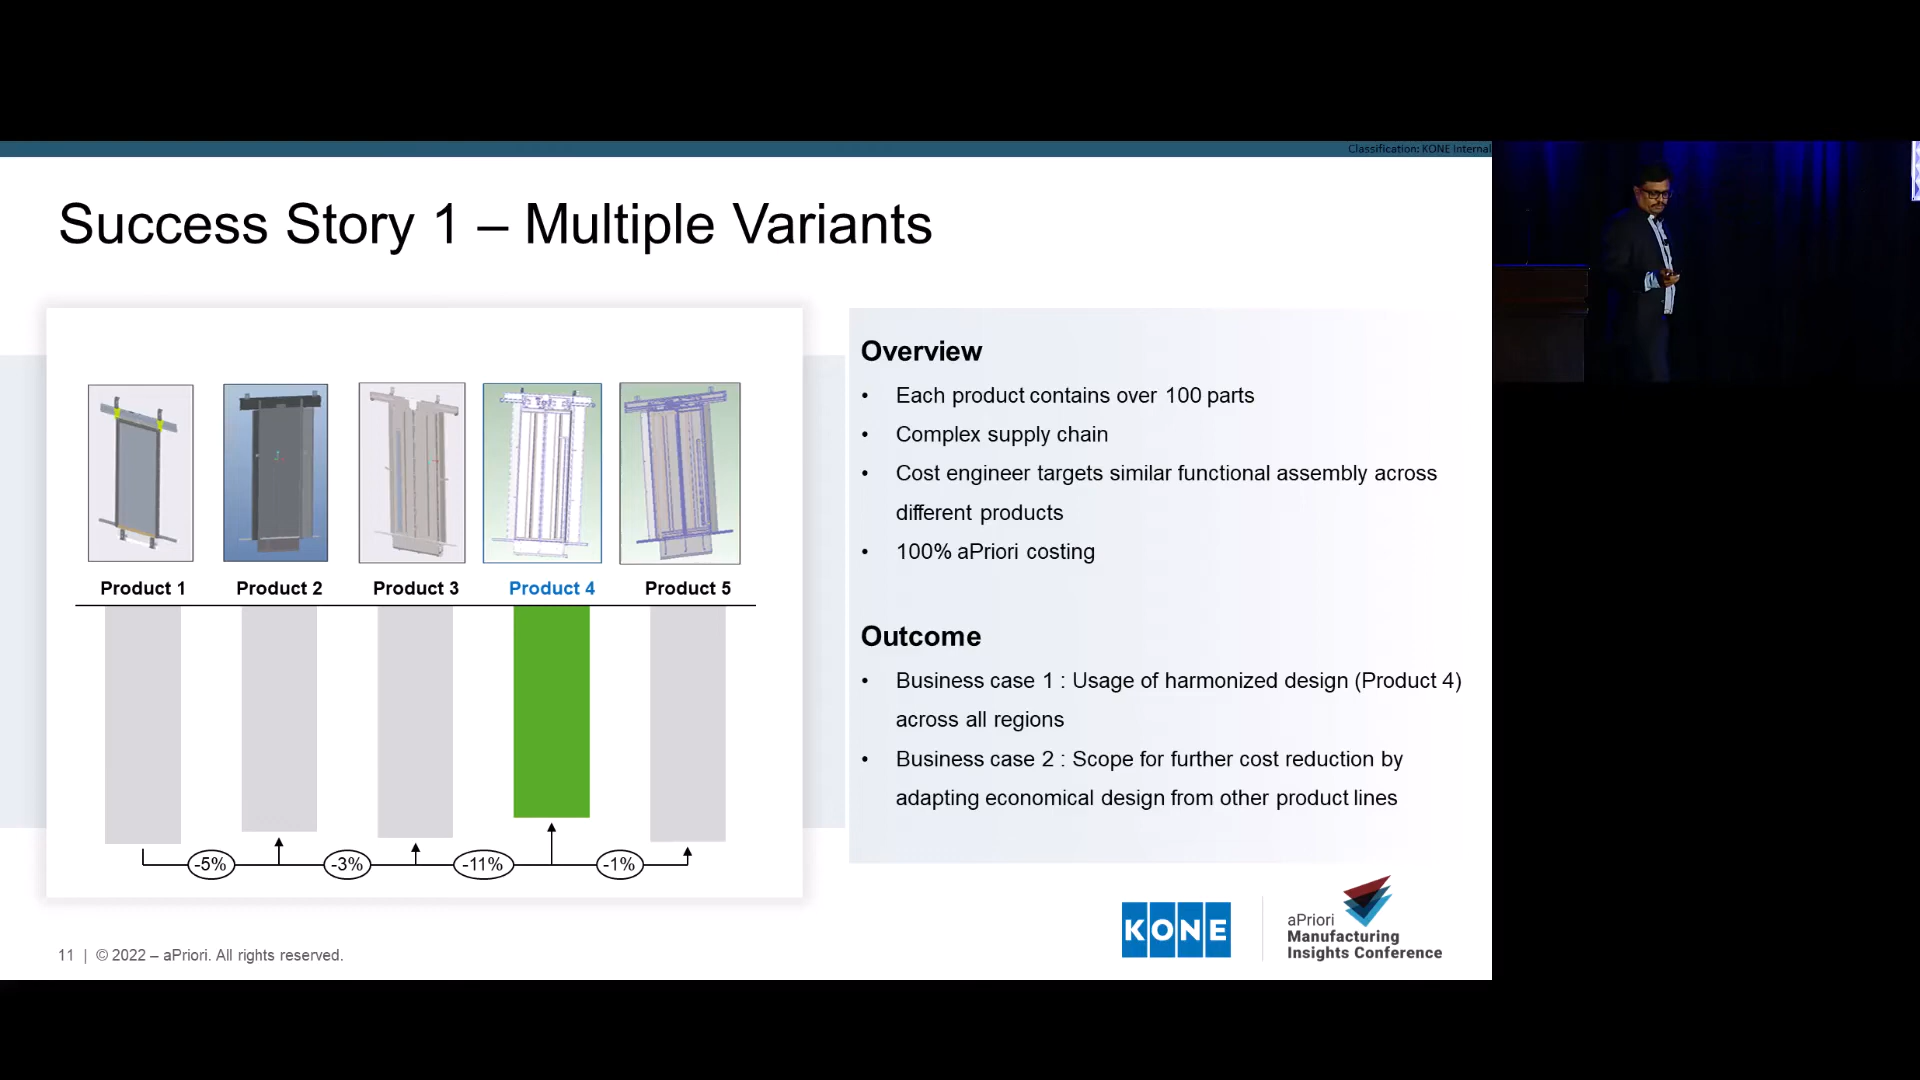 Classification: KONE Internal
Success Story 1 – Multiple Variants
Product 1
Product 2
Product 3
Product 4
Product 5
-5%
-3%
-11%
-1%
Overview
• Each product contains over 100 parts
• Complex supply chain
• Cost engineer targets similar functional assembly across
different products
• 100% aPriori costing
Outcome
• Business case 1 : Usage of harmonized design (Product 4)
across all regions
• Business case 2 : Scope for further cost reduction by
adapting economical design from other product lines
11 | © 2022 – aPriori. All rights reserved.
KONE
aPriori
Manufacturing
Insights Conference